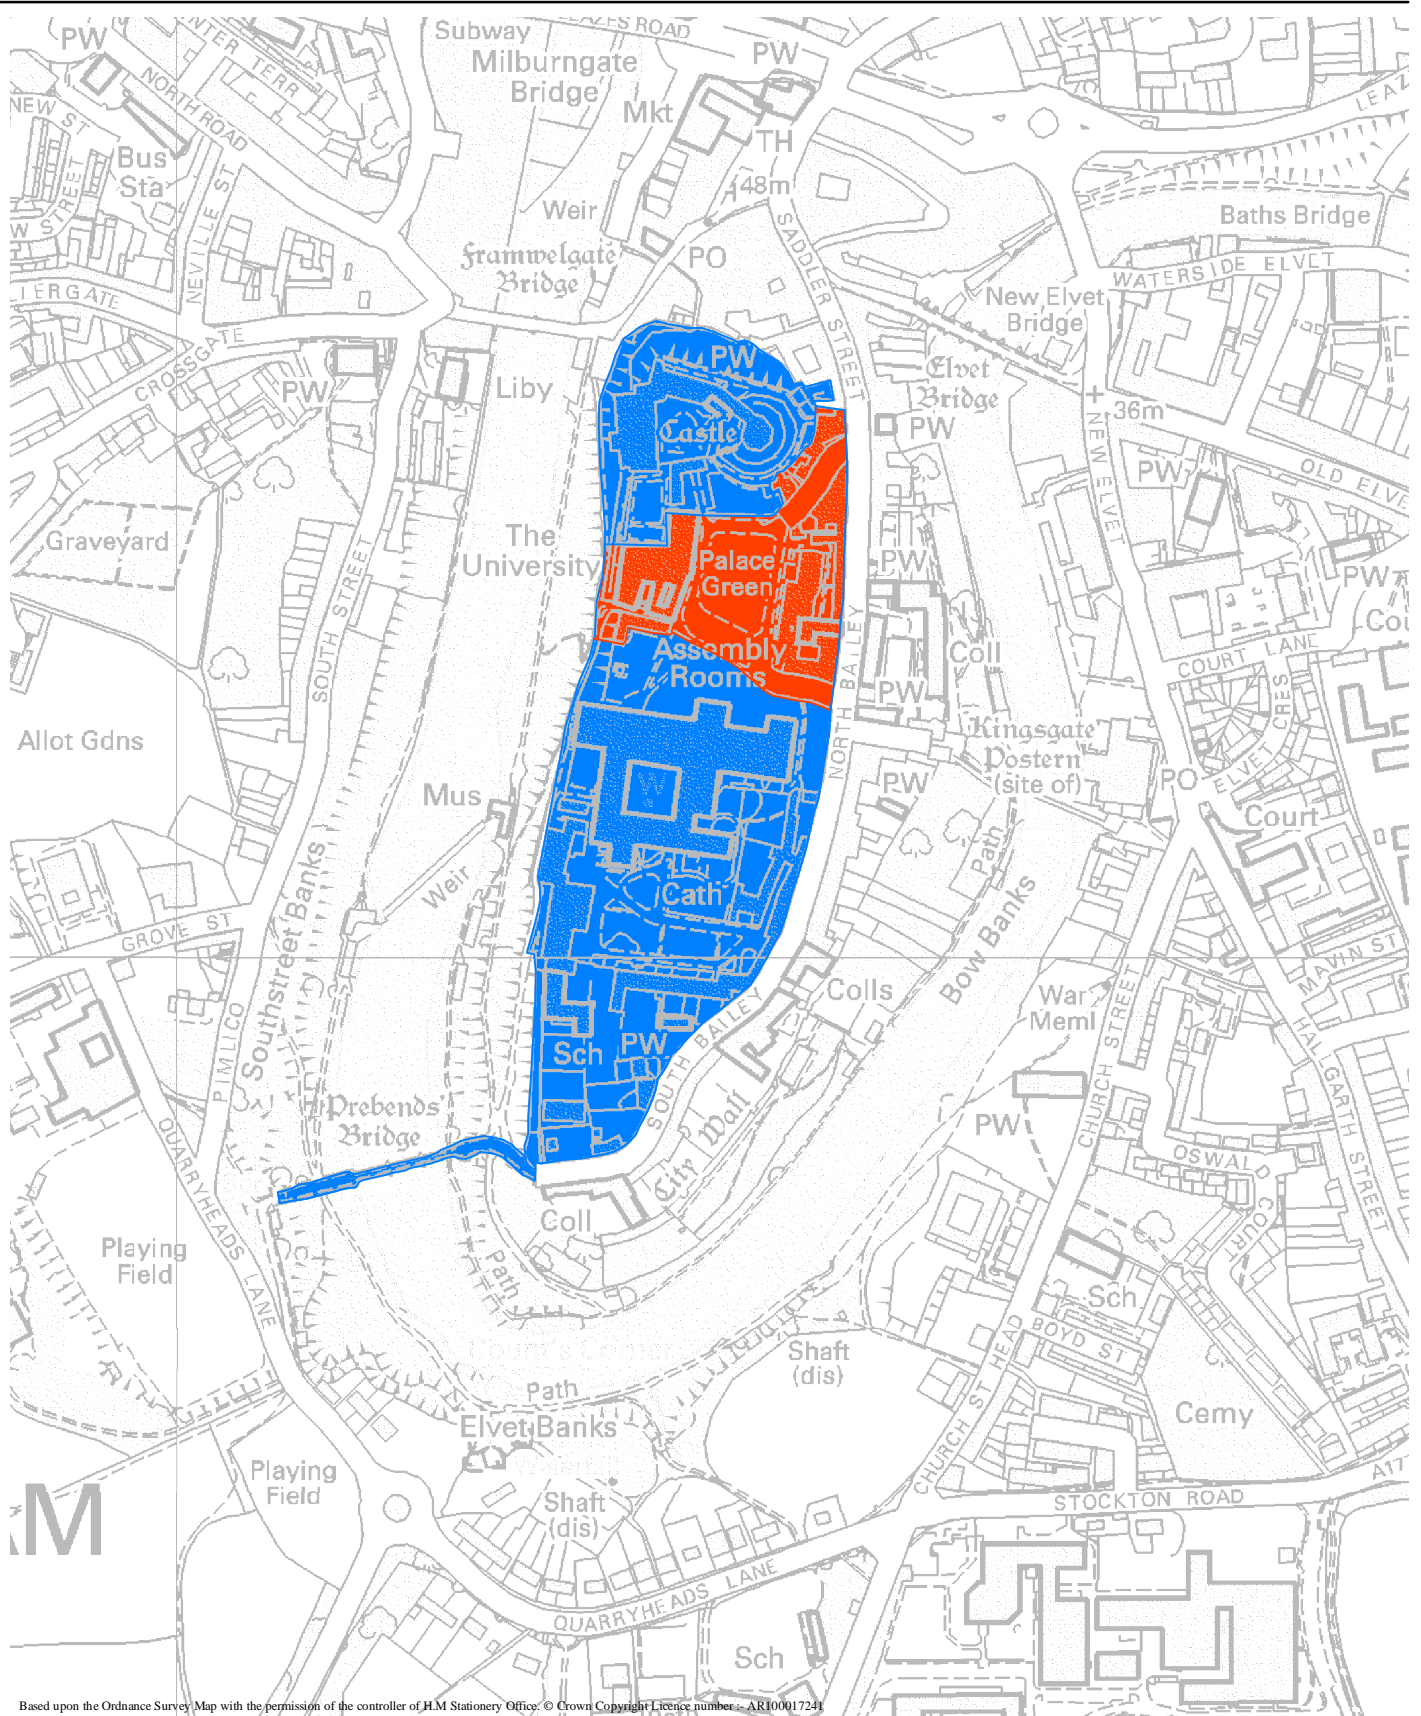 PW
Subway
LEAZES ROAD
Milburngate
Bridge
PW
Mkt
TH
NORTH ROAD
TERR
NEW ST
Bus
Sta
NEVILLE ST
STREET
48m
Weir
Framwelgate
Bridge
PO
SADDLER STREET
Baths Bridge
WATERSIDE ELVET
New Elvet
Bridge
CROSSGATE
PW
Liby
PW
Castle
Elvet
Bridge
PW
36m
NEW ELVET
PW
OLD ELVET
Graveyard
The
University
Palace
Green
PW
PW
SOUTH STREET
Assembly
Rooms
NORTH BAILEY
Coll
PW
COURT LANE
Allot Gdns
Kingsgate
Postern
(site of)
PW
PO
ELVET CRES
Court
Mus
Weir
Path
Cath
GROVE ST
Southstreet Banks
Bow Banks
MAVIN ST
Colls
War
Meml
CHURCH STREET
HALLGARTH STREET
PIMLICO
Sch
PW
SOUTH BAILEY
Prebends'
Bridge
City Wall
PW
OSWALD COURT
QUARRYHEADS LANE
Coll
Playing
Field
Path
Sch
BOYD ST
CHURCH ST HEAD
Shaft
(dis)
Path
Elvet Banks
Cemy
Playing
Field
Shaft
(dis)
STOCKTON ROAD
A17
QUARRYHEADS LANE
Sch
Based upon the Ordnance Survey Map with the permission of the controller of H.M Stationery Office. © Crown Copyright Licence number :- AR100017241